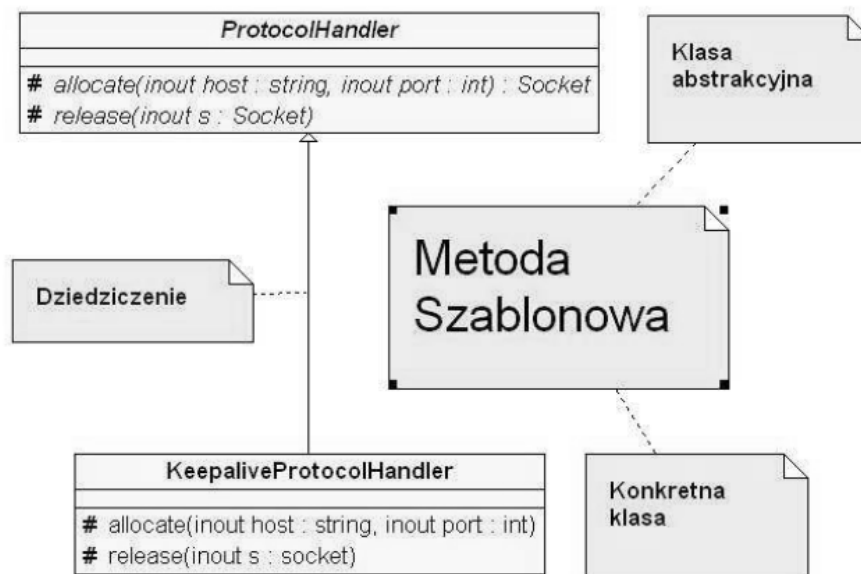 ProtocolHandler
# allocate(inout host : string, inout port : int) : Socket
# release(inout s : Socket)
Klasa
abstrakcyjna
Metoda
Szablonowa
Dziedziczenie
KeepaliveProtocolHandler
# allocate(inout host : string, inout port : int)
# release(inout s : socket)
Konkretna
klasa